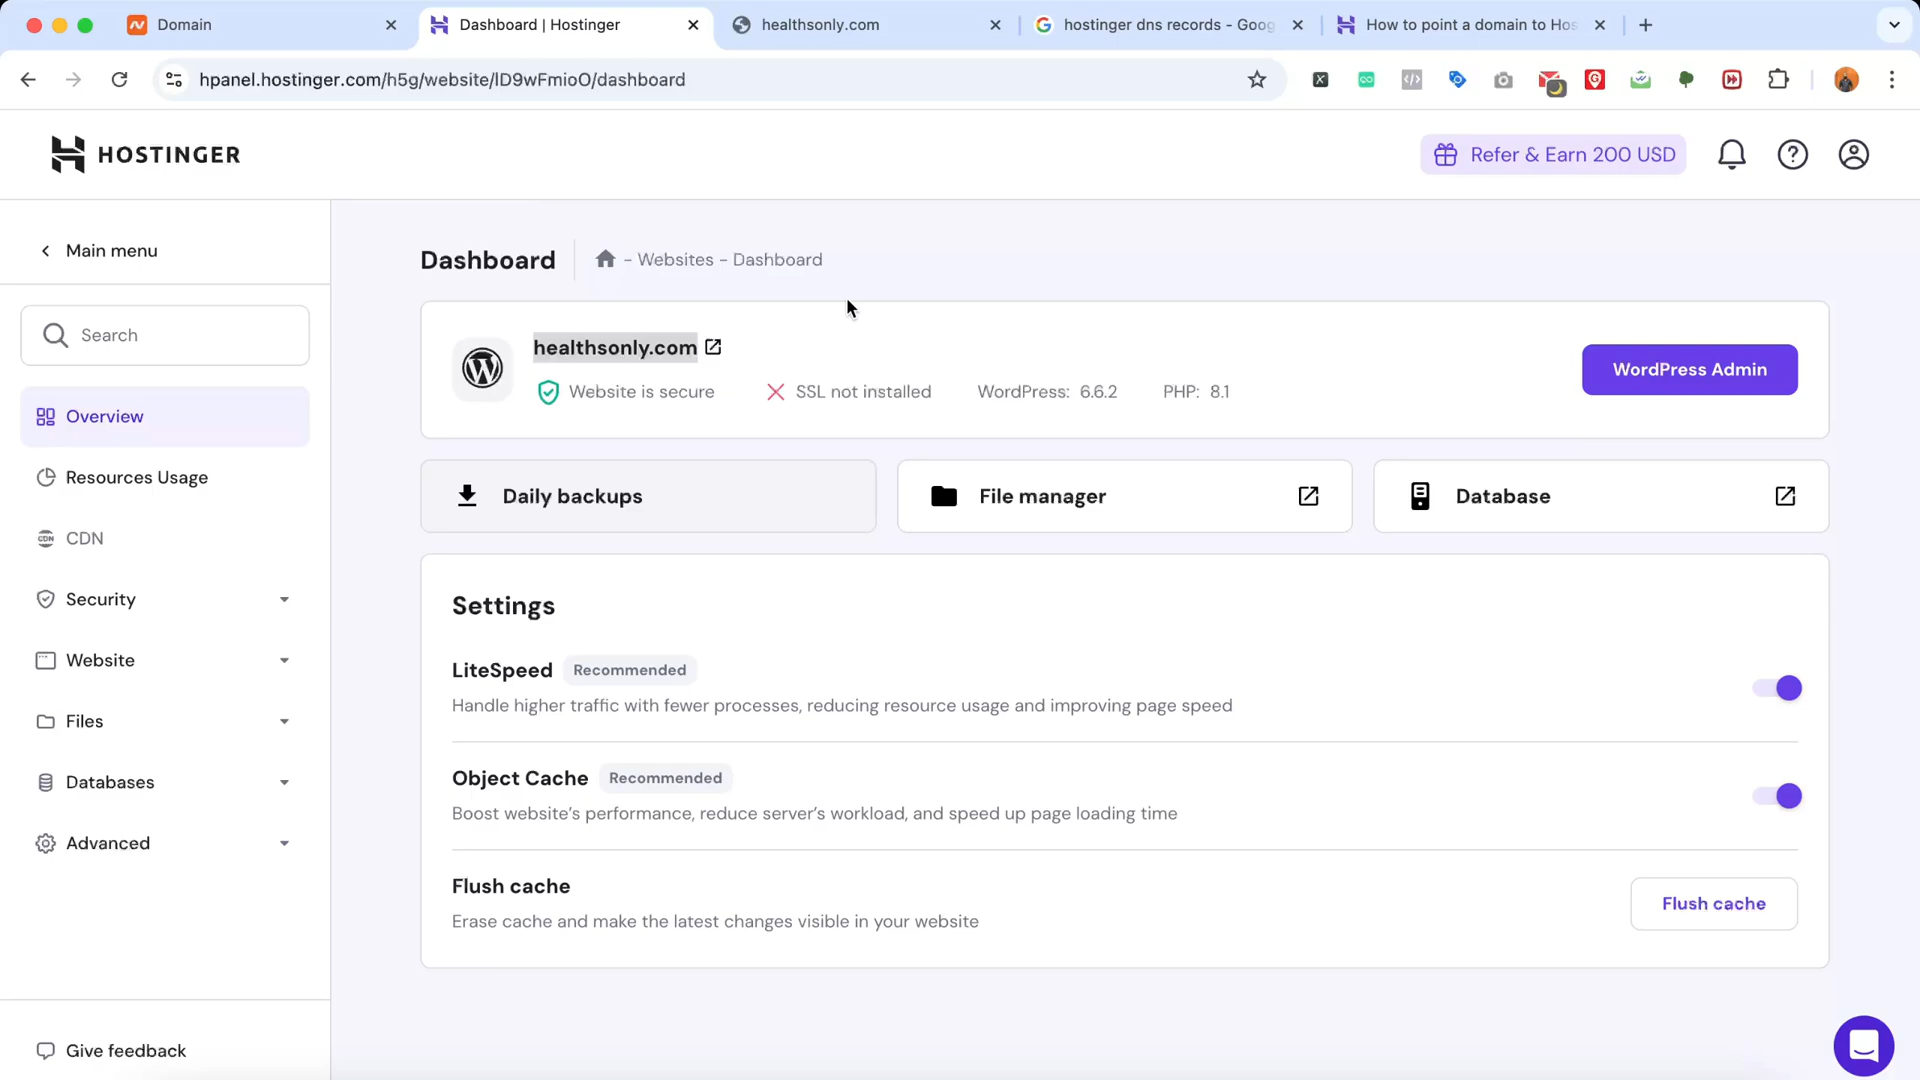 Domain
Dashboard | Hostinger
healthsonly.com
hostinger dns records - Goog
How to point a domain to Hos
hpanel.hostinger.com/h5g/website/lD9wFmioO/dashboard
HOSTINGER
Refer & Earn 200 USD
Main menu
Search
Overview
Resources Usage
CDN
Security
Website
Files
Databases
Advanced
Give feedback
Dashboard
- Websites - Dashboard
healthsonly.com
Website is secure
SSL not installed
WordPress: 6.6.2
PHP: 8.1
WordPress Admin
Daily backups
File manager
Database
Settings
LiteSpeed Recommended
Handle higher traffic with fewer processes, reducing resource usage and improving page speed
Object Cache Recommended
Boost website's performance, reduce server's workload, and speed up page loading time
Flush cache
Erase cache and make the latest changes visible in your website
Flush cache